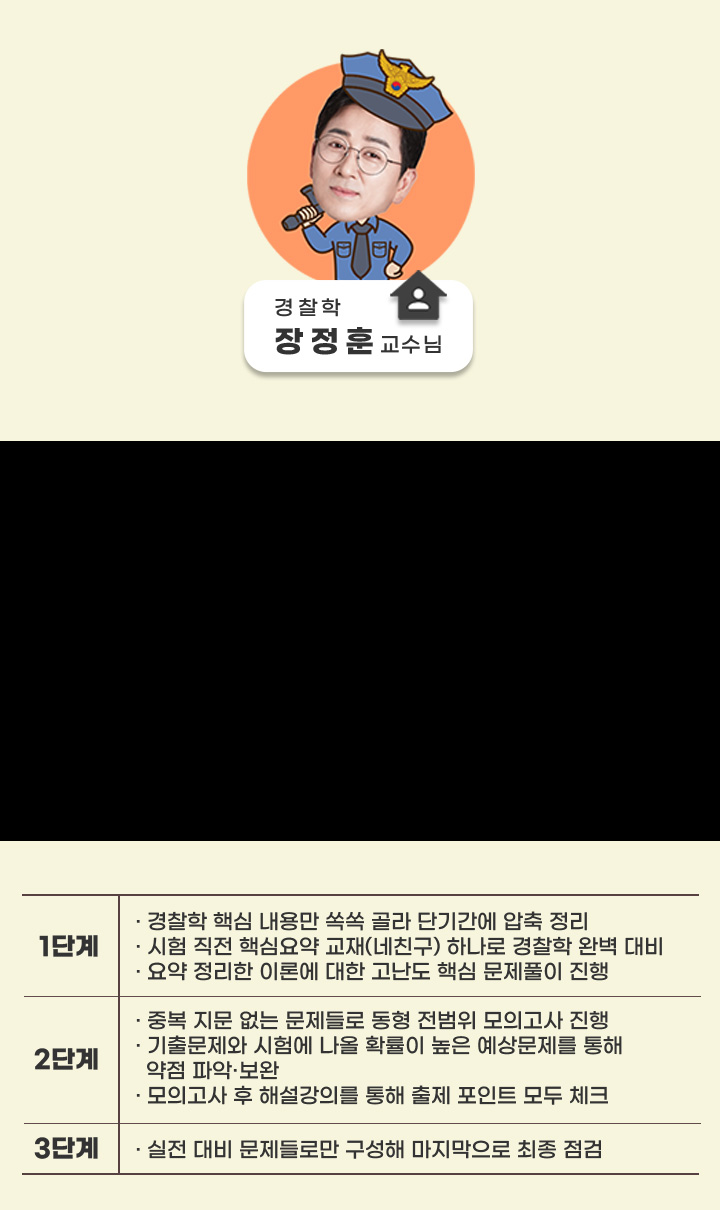 경찰학
장정훈 교수님
1단계
· 경찰학 핵심 내용만 쏙쏙 골라 단기간에 압축 정리
· 시험 직전 핵심요약 교재(네친구) 하나로 경찰학 완벽 대비
· 요약 정리한 이론에 대한 고난도 핵심 문제풀이 진행
2단계
· 중복 지문 없는 문제들로 동형 전범위 모의고사 진행
· 기출문제와 시험에 나올 확률이 높은 예상문제를 통해
약점 파악·보완
· 모의고사 후 해설강의를 통해 출제 포인트 모두 체크
3단계
· 실전 대비 문제들로만 구성해 마지막으로 최종 점검